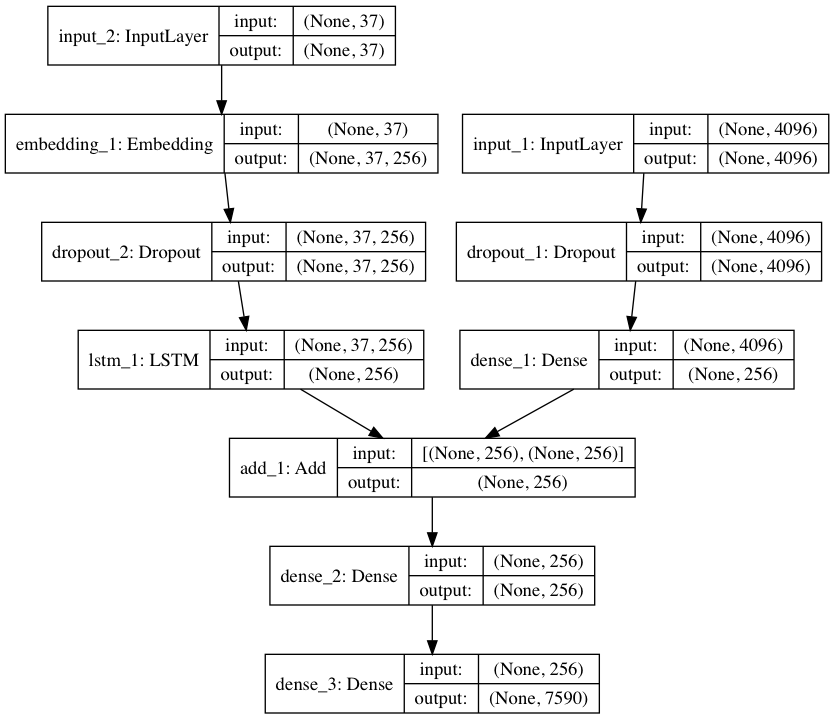 input_2: InputLayer
input: (None, 37)
output: (None, 37)
embedding_1: Embedding
input: (None, 37)
output: (None, 37, 256)
input_1: InputLayer
input: (None, 4096)
output: (None, 4096)
dropout_2: Dropout
input: (None, 37, 256)
output: (None, 37, 256)
dropout_1: Dropout
input: (None, 4096)
output: (None, 4096)
lstm_1: LSTM
input: (None, 37, 256)
output: (None, 256)
dense_1: Dense
input: (None, 4096)
output: (None, 256)
add_1: Add
input: [(None, 256), (None, 256)]
output: (None, 256)
dense_2: Dense
input: (None, 256)
output: (None, 256)
dense_3: Dense
input: (None, 256)
output: (None, 7590)